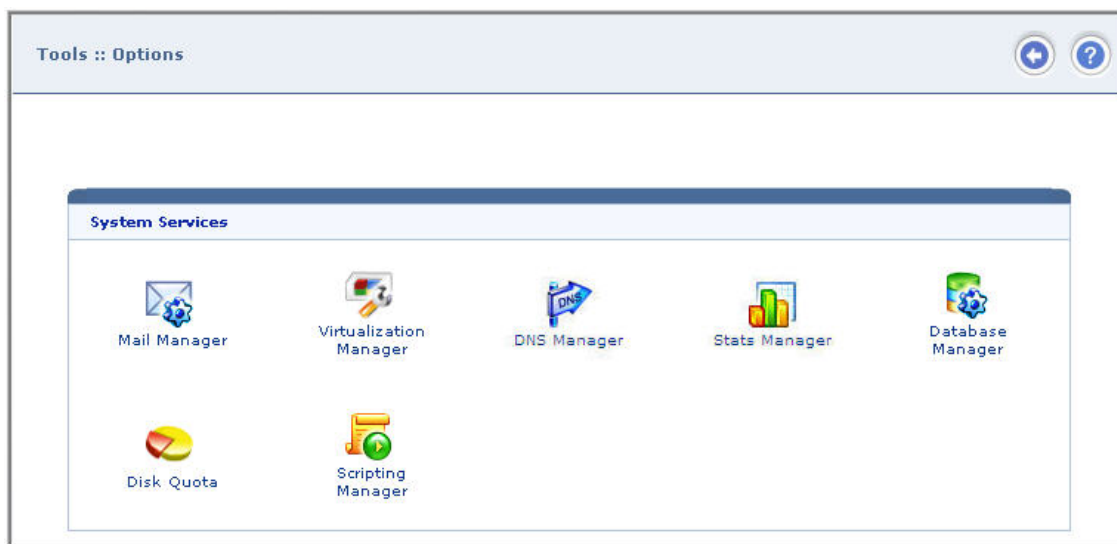 Tools :: Options
System Services
Mail Manager
Virtualization
Manager
DNS
DNS Manager
Stats Manager
Database
Manager
Disk Quota
Scripting
Manager